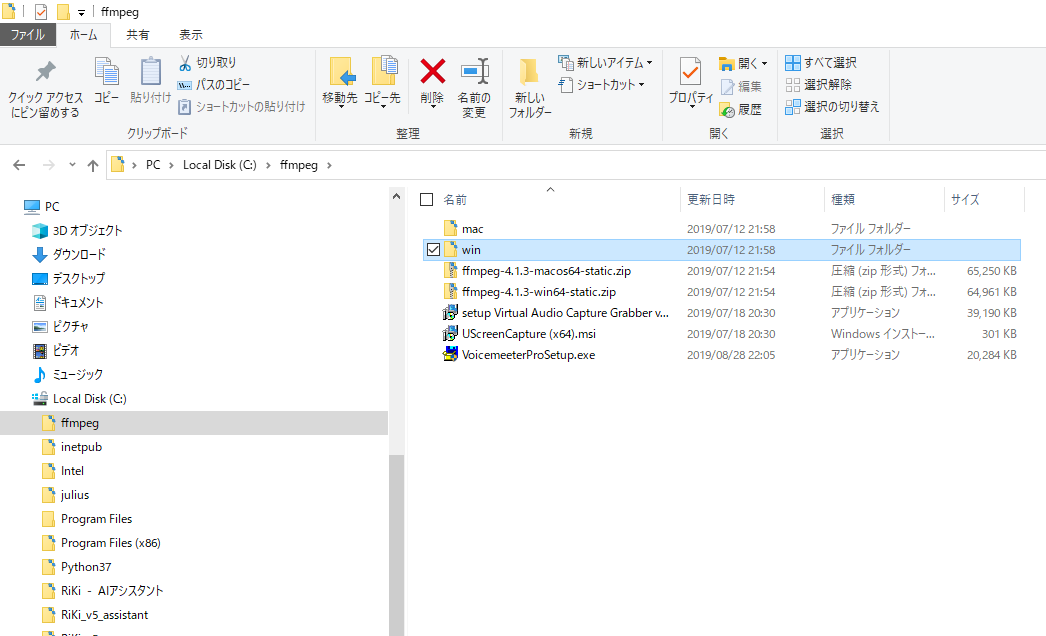 ffmpeg
ファイル ホーム 共有 表示
クイック アクセスにピン留めする
コピー
貼り付け
切り取り
パスのコピー
ショートカットの貼り付け
クリップボード
移動先
コピー先
削除
名前の変更
整理
新しいフォルダー
新しいアイテム
ショートカット
新規
プロパティ
開く
編集
履歴
開く
すべて選択
選択解除
選択の切り替え
選択
PC › Local Disk (C:) › ffmpeg ›
PC
3D オブジェクト
ダウンロード
デスクトップ
ドキュメント
ピクチャ
ビデオ
ミュージック
Local Disk (C:)
ffmpeg
inetpub
Intel
julius
Program Files
Program Files (x86)
Python37
RiKi - AIアシスタント
RiKi_v5_assistant
名前 更新日時 種類 サイズ
mac 2019/07/12 21:58 ファイル フォルダー
win 2019/07/12 21:58 ファイル フォルダー
ffmpeg-4.1.3-macos64-static.zip 2019/07/12 21:54 圧縮 (zip 形式) フォ... 65,250 KB
ffmpeg-4.1.3-win64-static.zip 2019/07/12 21:54 圧縮 (zip 形式) フォ... 64,961 KB
setup Virtual Audio Capture Grabber v... 2019/07/18 20:30 アプリケーション 39,190 KB
UScreenCapture (x64).msi 2019/07/18 20:30 Windows インストー... 301 KB
VoicemeeterProSetup.exe 2019/08/28 22:05 アプリケーション 20,284 KB